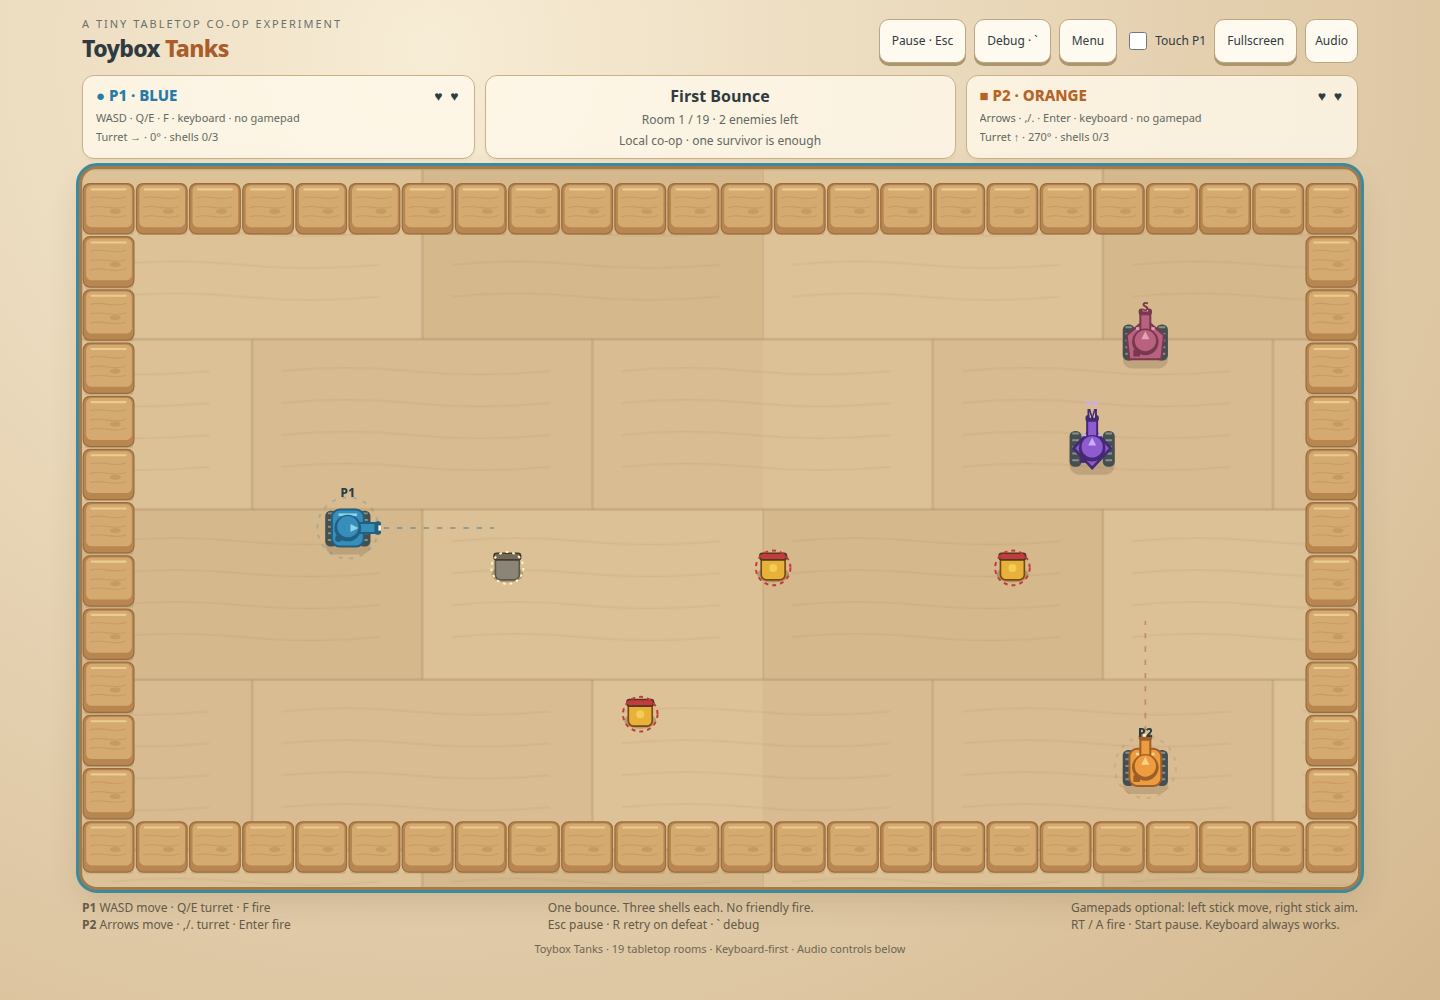 A TINY TABLETOP CO-OP EXPERIMENT
Toybox Tanks
Pause · Esc
Debug · `
Menu
Touch P1
Fullscreen
Audio
● P1 · BLUE
♥ ♥
WASD · Q/E · F · keyboard · no gamepad
Turret → · 0° · shells 0/3
First Bounce
Room 1 / 19 · 2 enemies left
Local co-op · one survivor is enough
■ P2 · ORANGE
♥ ♥
Arrows · ,/. · Enter · keyboard · no gamepad
Turret ↑ · 270° · shells 0/3
S
M
P1
P2
P1 WASD move · Q/E turret · F fire
P2 Arrows move · ,/. turret · Enter fire
One bounce. Three shells each. No friendly fire.
Esc pause · R retry on defeat · ` debug
Gamepads optional: left stick move, right stick aim.
RT / A fire · Start pause. Keyboard always works.
Toybox Tanks · 19 tabletop rooms · Keyboard-first · Audio controls below